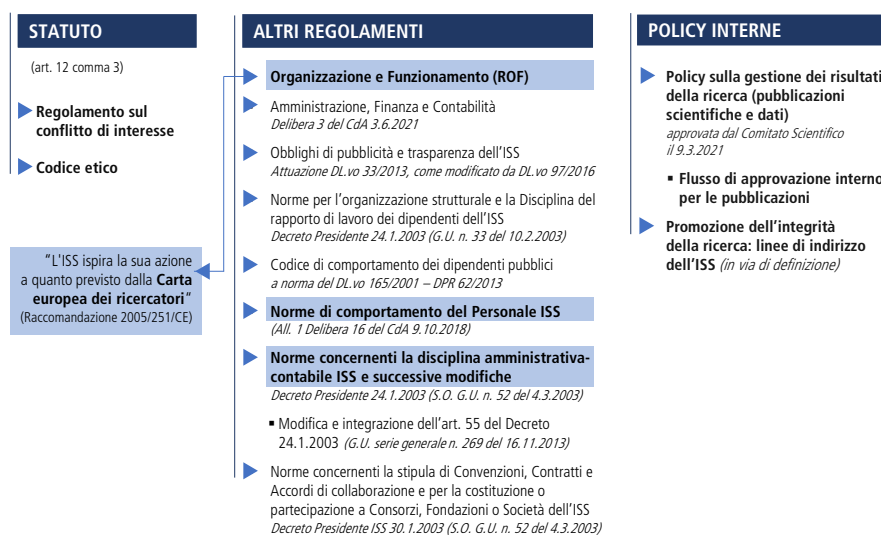 STATUTO
(art. 12 comma 3)
Regolamento sul
conflitto di interesse
Codice etico
"L'ISS ispira la sua azione
a quanto previsto dalla Carta
europea dei ricercatori"
(Raccomandazione 2005/251/CE)
ALTRI REGOLAMENTI
Organizzazione e Funzionamento (ROF)
Amministrazione, Finanza e Contabilità
Delibera 3 del CdA 3.6.2021
Obblighi di pubblicità e trasparenza dell'ISS
Attuazione DL.vo 33/2013, come modificato da DL.vo 97/2016
Norme per l'organizzazione strutturale e la Disciplina del
rapporto di lavoro dei dipendenti dell'ISS
Decreto Presidente 24.1.2003 (G.U. n. 33 del 10.2.2003)
Codice di comportamento dei dipendenti pubblici
a norma del DL.vo 165/2001 – DPR 62/2013
Norme di comportamento del Personale ISS
(All. 1 Delibera 16 del CdA 9.10.2018)
Norme concernenti la disciplina amministrativa-
contabile ISS e successive modifiche
Decreto Presidente 24.1.2003 (S.O. G.U. n. 52 del 4.3.2003)
▪ Modifica e integrazione dell'art. 55 del Decreto
24.1.2003 (G.U. serie generale n. 269 del 16.11.2013)
Norme concernenti la stipula di Convenzioni, Contratti e
Accordi di collaborazione e per la costituzione o
partecipazione a Consorzi, Fondazioni o Società dell'ISS
Decreto Presidente ISS 30.1.2003 (S.O. G.U. n. 52 del 4.3.2003)
POLICY INTERNE
Policy sulla gestione dei risultati
della ricerca (pubblicazioni
scientifiche e dati)
approvata dal Comitato Scientifico
il 9.3.2021
▪ Flusso di approvazione interno
per le pubblicazioni
Promozione dell'integrità
della ricerca: linee di indirizzo
dell'ISS (in via di definizione)